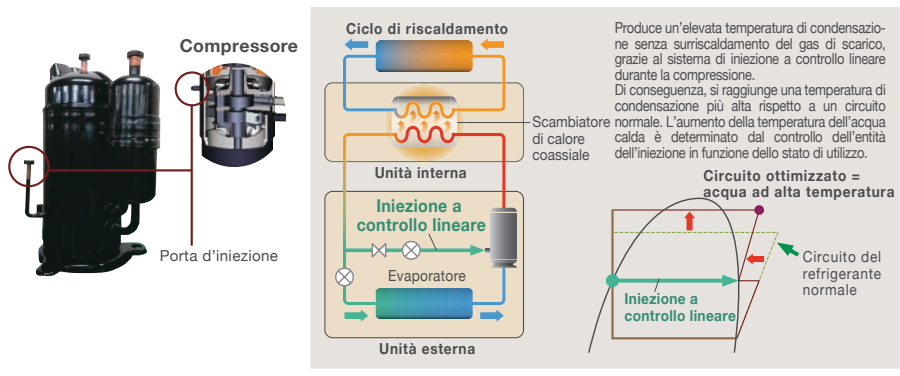 Compressore
Porta d'iniezione
Ciclo di riscaldamento
Scambiatore
di calore
coassiale
Unità interna
Iniezione a
controllo lineare
Evaporatore
Unità esterna
Produce un'elevata temperatura di condensazio-
ne senza surriscaldamento del gas di scarico,
grazie al sistema di iniezione a controllo lineare
durante la compressione.
Di conseguenza, si raggiunge una temperatura di
condensazione più alta rispetto a un circuito
normale. L'aumento della temperatura dell'acqua
calda è determinato dal controllo dell'entità
dell'iniezione in funzione dello stato di utilizzo.
Circuito ottimizzato =
acqua ad alta temperatura
Circuito del
refrigerante
normale
Iniezione a
controllo lineare